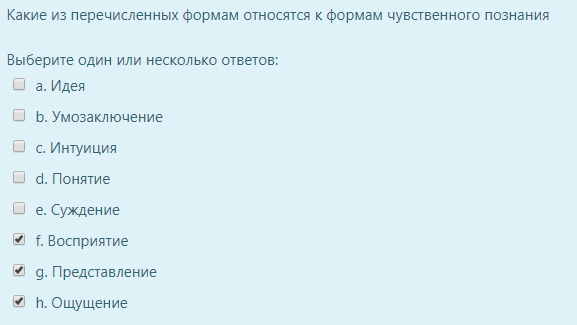 Какие из перечисленных формам относятся к формам чувственного познания
Выберите один или несколько ответов:
a. Идея
b. Умозаключение
c. Интуиция
d. Понятие
e. Суждение
f. Восприятие
g. Представление
h. Ощущение